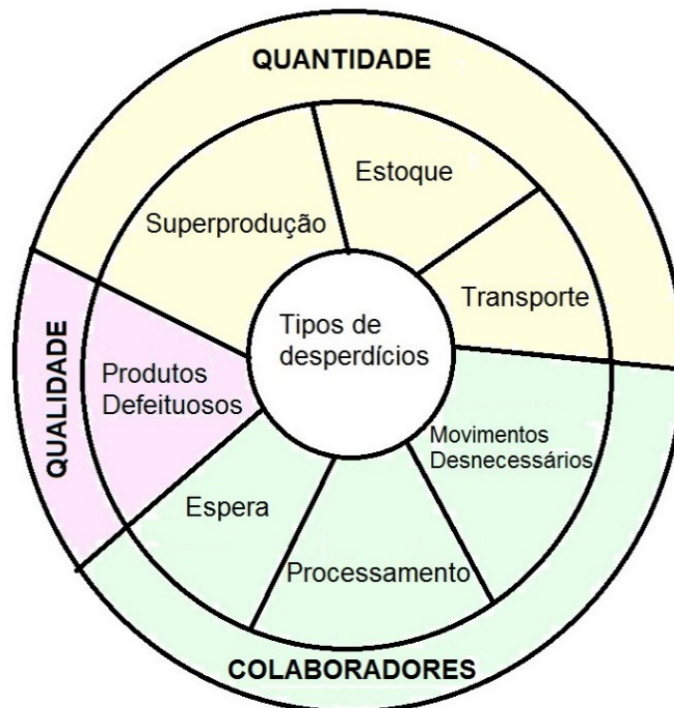 QUANTIDADE
Estoque
Superprodução
Transporte
Tipos de
desperdícios
QUALIDADE
Produtos
Defeituosos
Movimentos
Desnecessários
Espera
Processamento
COLABORADORES